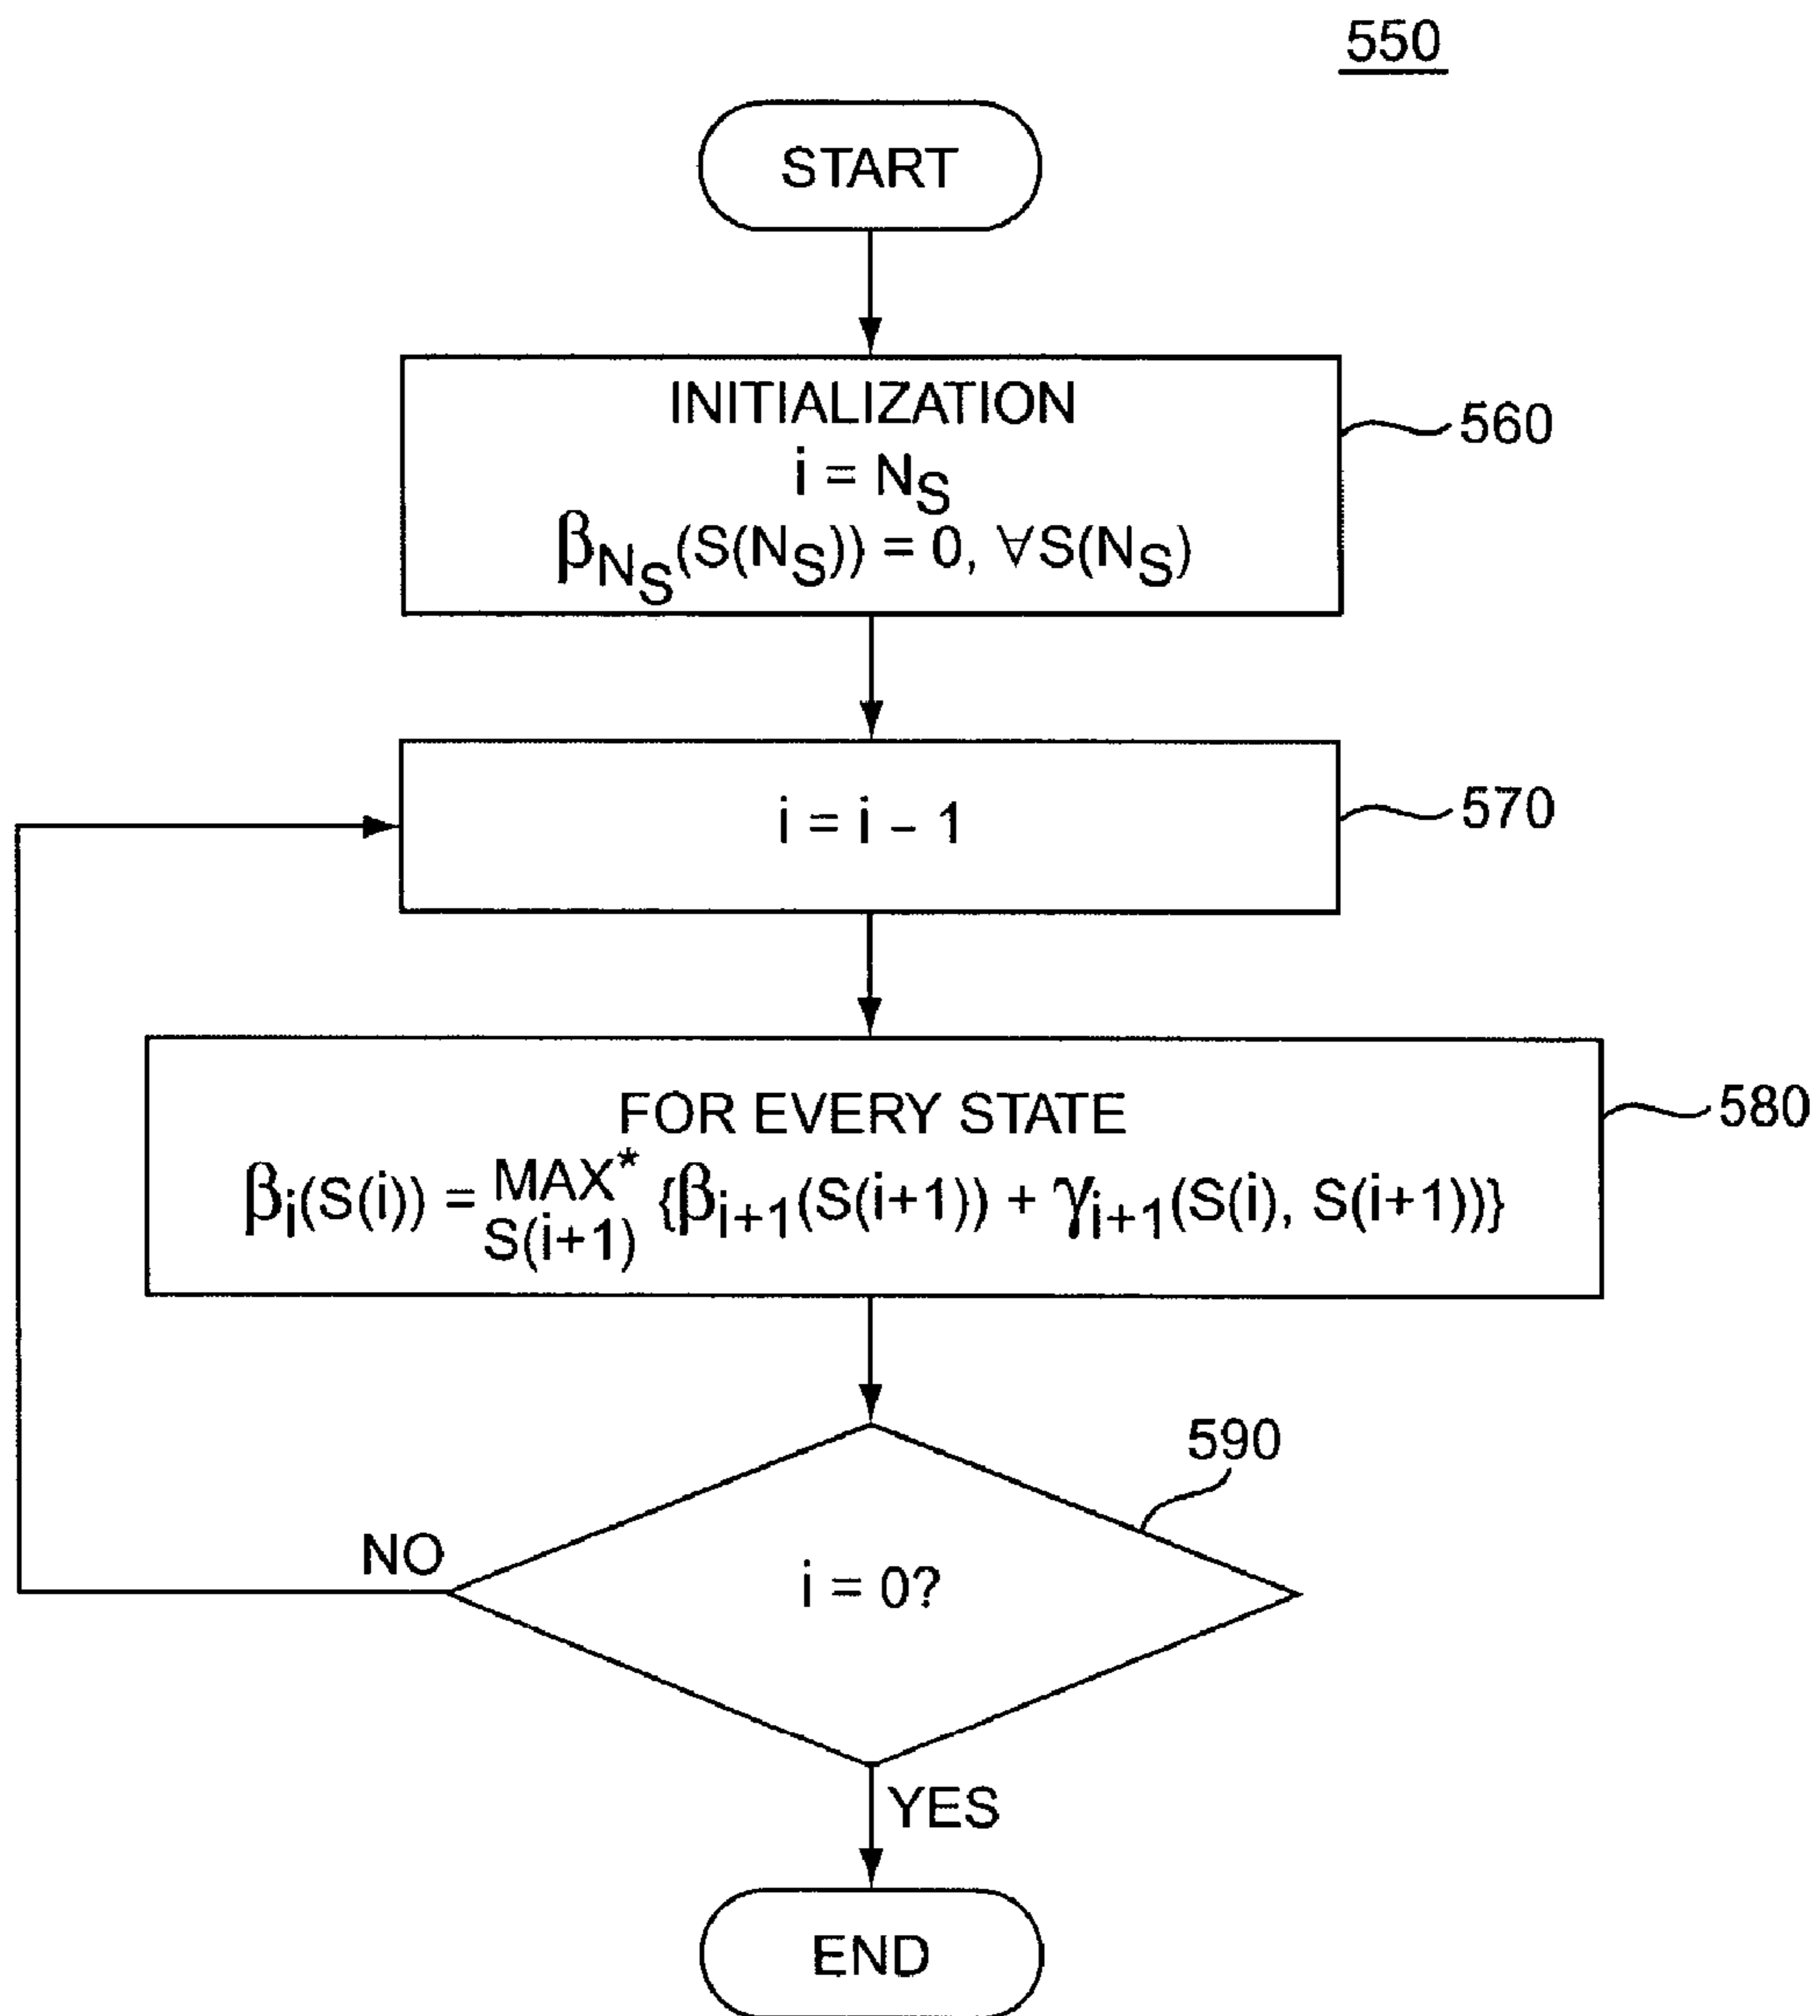 550
START
INITIALIZATION
i = N_S
β_{N_S}(S(N_S)) = 0, ∀S(N_S)
560
i = i – 1
570
FOR EVERY STATE
β_i(S(i)) = MAX*_{S(i+1)} {β_{i+1}(S(i+1)) + γ_{i+1}(S(i), S(i+1))}
580
590
i = 0?
NO
YES
END